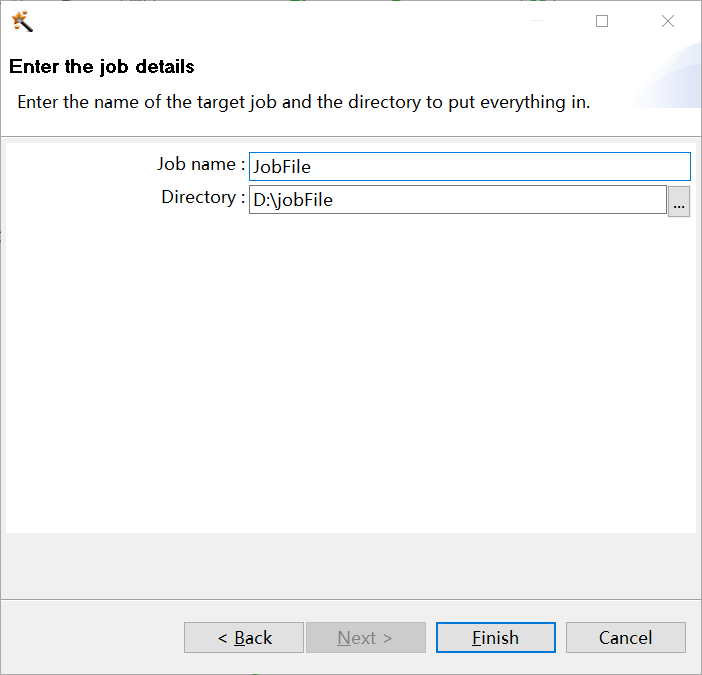 Enter the job details
Enter the name of the target job and the directory to put everything in.
Job name : JobFile
Directory : D:\jobFile ...
< Back Next > Finish Cancel